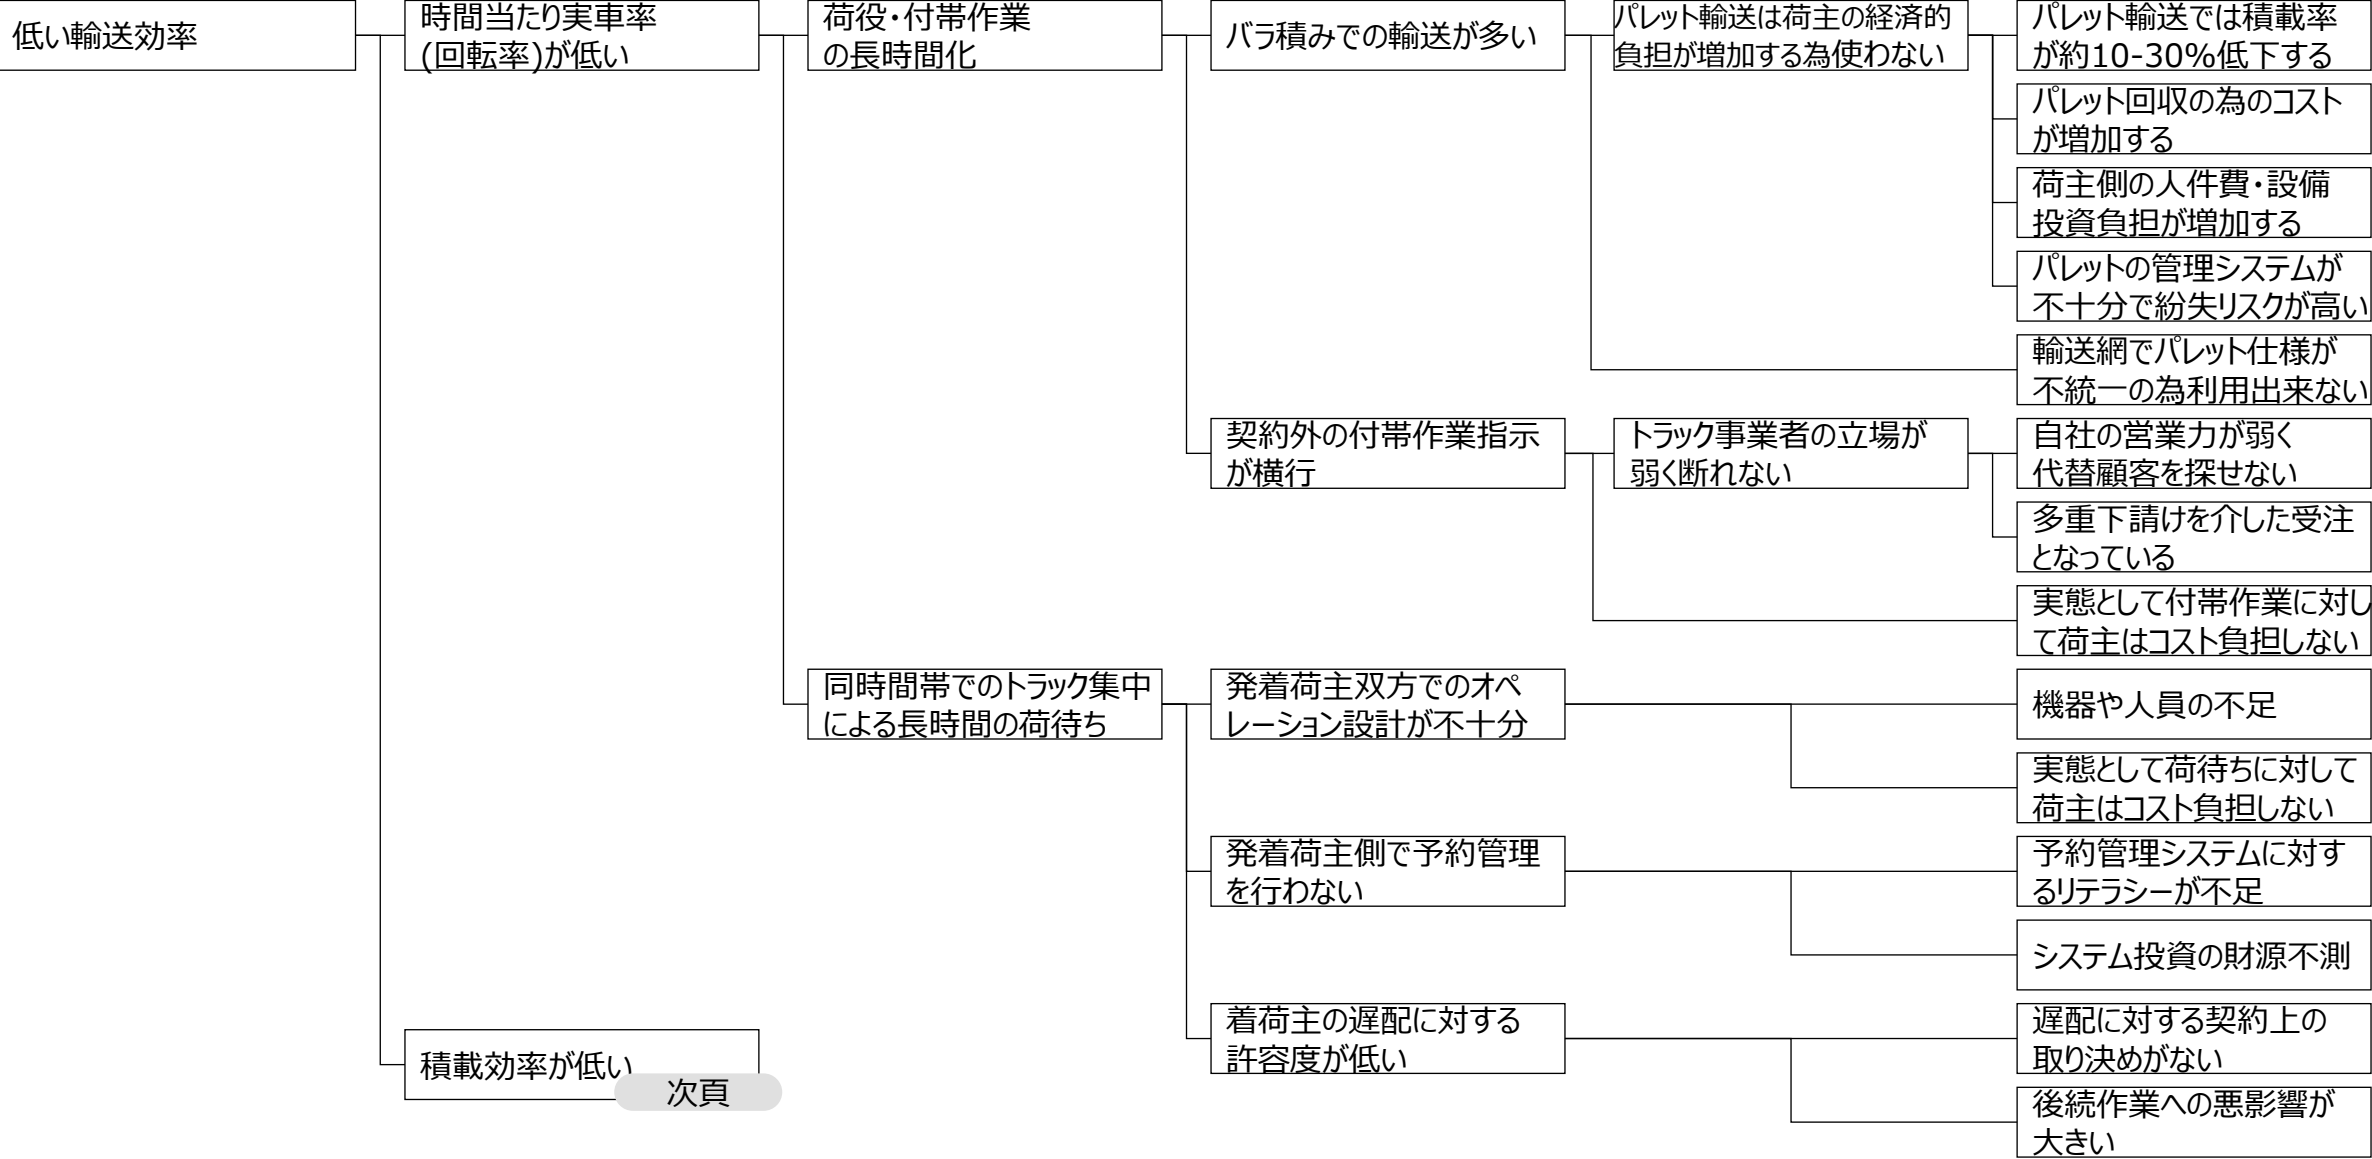 低い輸送効率
時間当たり実車率
(回転率)が低い
荷役・付帯作業
の長時間化
バラ積みでの輸送が多い
パレット輸送は荷主の経済的
負担が増加する為使わない
パレット輸送では積載率
が約10-30%低下する
パレット回収の為のコスト
が増加する
荷主側の人件費・設備
投資負担が増加する
パレットの管理システムが
不十分で紛失リスクが高い
輸送網でパレット仕様が
不統一の為利用出来ない
契約外の付帯作業指示
が横行
トラック事業者の立場が
弱く断れない
自社の営業力が弱く
代替顧客を探せない
多重下請けを介した受注
となっている
実態として付帯作業に対し
て荷主はコスト負担しない
同時間帯でのトラック集中
による長時間の荷待ち
発着荷主双方でのオペ
レーション設計が不十分
機器や人員の不足
実態として荷待ちに対して
荷主はコスト負担しない
発着荷主側で予約管理
を行わない
予約管理システムに対す
るリテラシーが不足
システム投資の財源不測
着荷主の遅配に対する
許容度が低い
遅配に対する契約上の
取り決めがない
後続作業への悪影響が
大きい
積載効率が低い
次頁